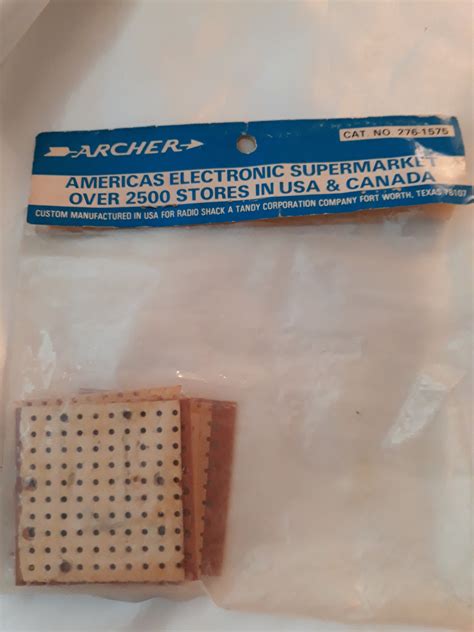 CAT. NO. 276-1575
ARCHER
AMERICAS ELECTRONIC SUPERMARKET
OVER 2500 STORES IN USA & CANADA
CUSTOM MANUFACTURED IN USA FOR RADIO SHACK A TANDY CORPORATION COMPANY FORT WORTH, TEXAS 76107